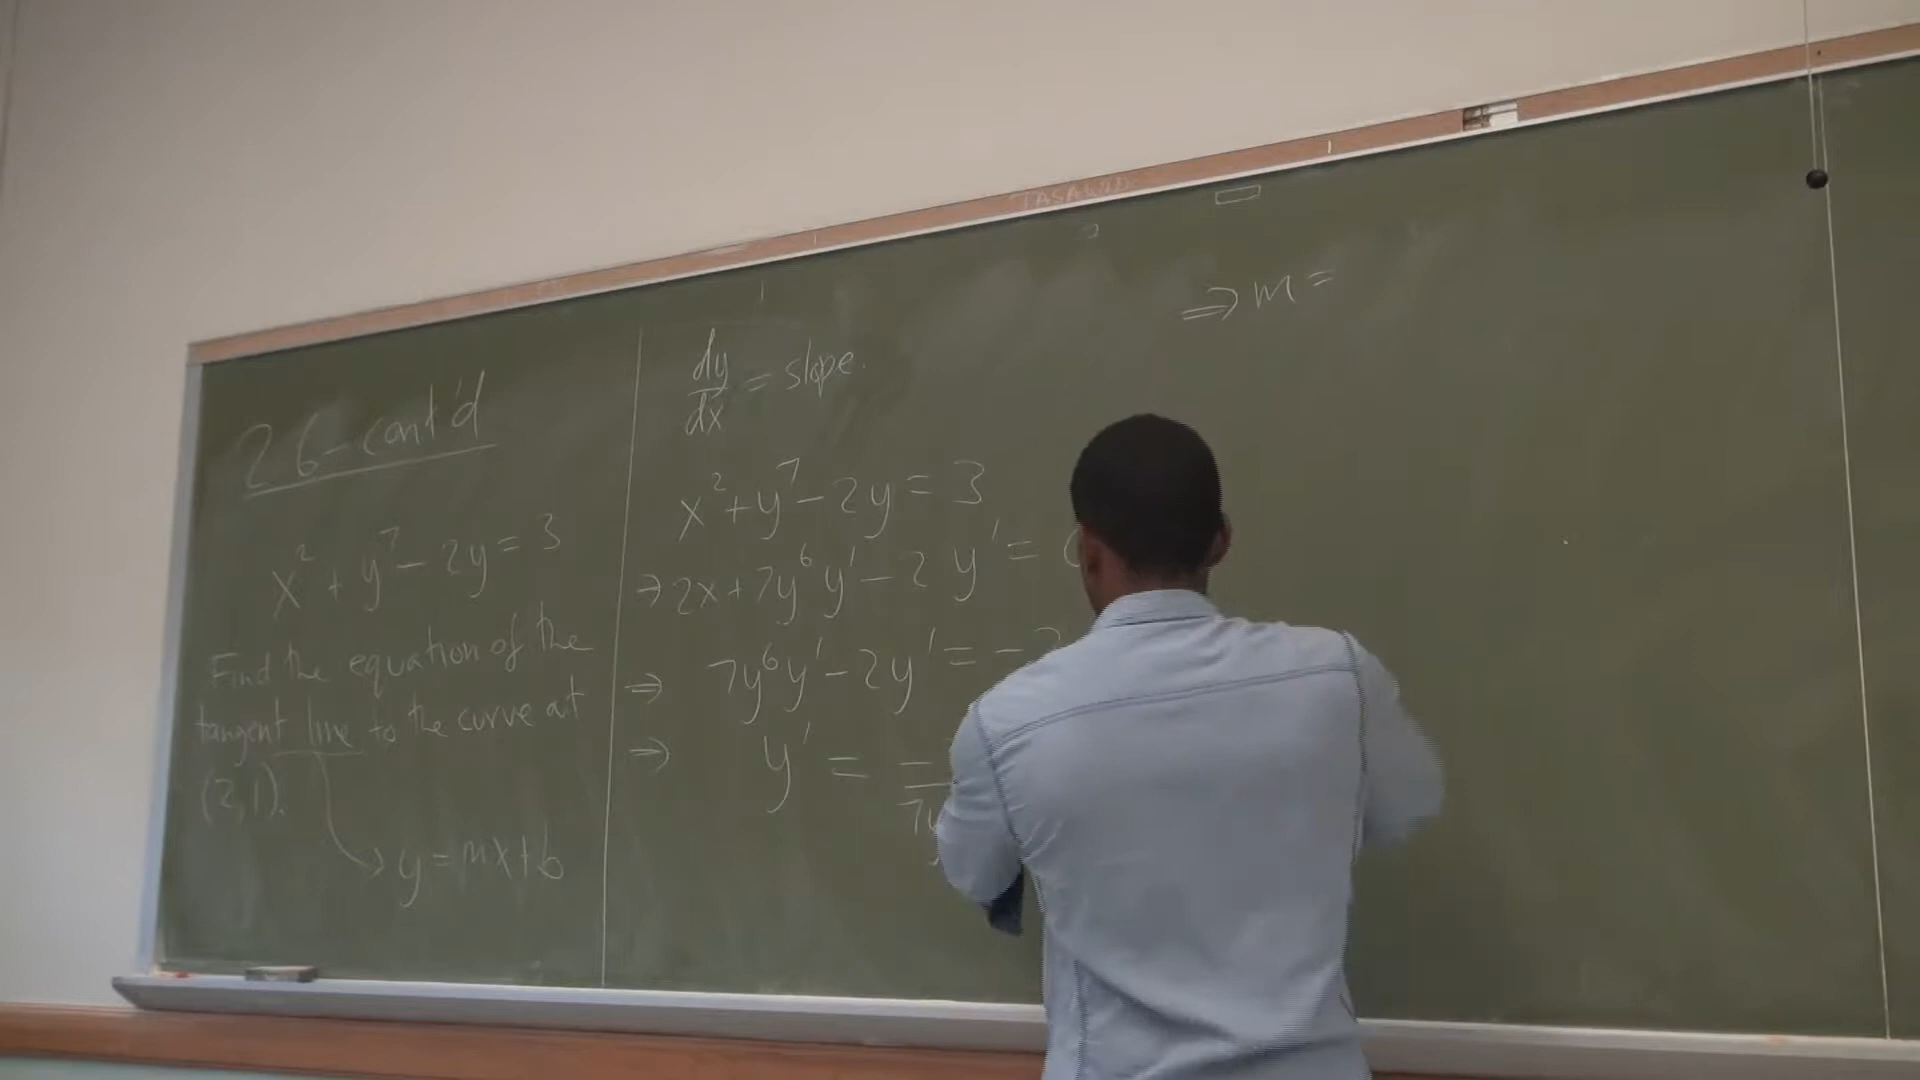 2.6 - cont'd
x² + y⁷ - 2y = 3
Find the equation of the
tangent line to the curve at
(2,1).
→ y = mx + b
dy/dx = slope.
x² + y⁷ - 2y = 3
⇒ 2x + 7y⁶y' - 2y' =
⇒ 7y⁶y' - 2y' = -
⇒ y' =
⇒ m =